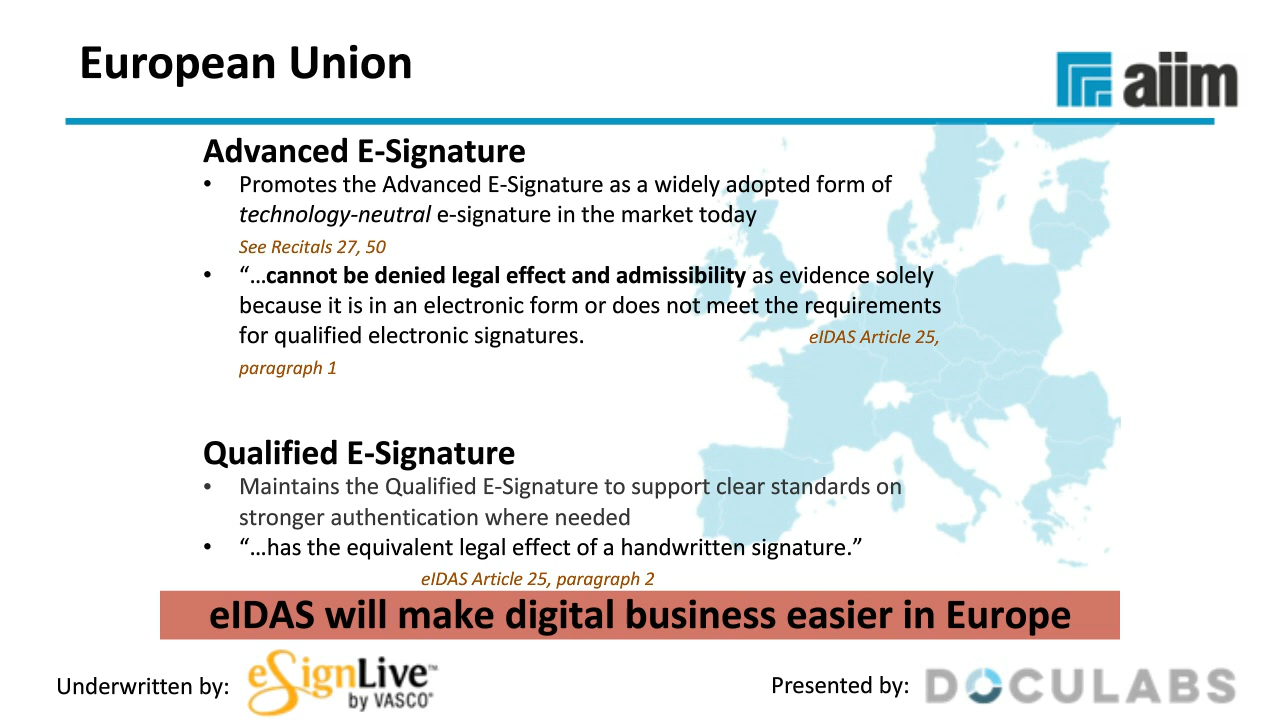 European Union
aiim
Advanced E-Signature
• Promotes the Advanced E-Signature as a widely adopted form of
technology-neutral e-signature in the market today
See Recitals 27, 50
• “…cannot be denied legal effect and admissibility as evidence solely
because it is in an electronic form or does not meet the requirements
for qualified electronic signatures. eIDAS Article 25,
paragraph 1
Qualified E-Signature
• Maintains the Qualified E-Signature to support clear standards on
stronger authentication where needed
• “…has the equivalent legal effect of a handwritten signature.”
eIDAS Article 25, paragraph 2
eIDAS will make digital business easier in Europe
Underwritten by:
eSignLive™
by VASCO®
Presented by:
DOCULABS